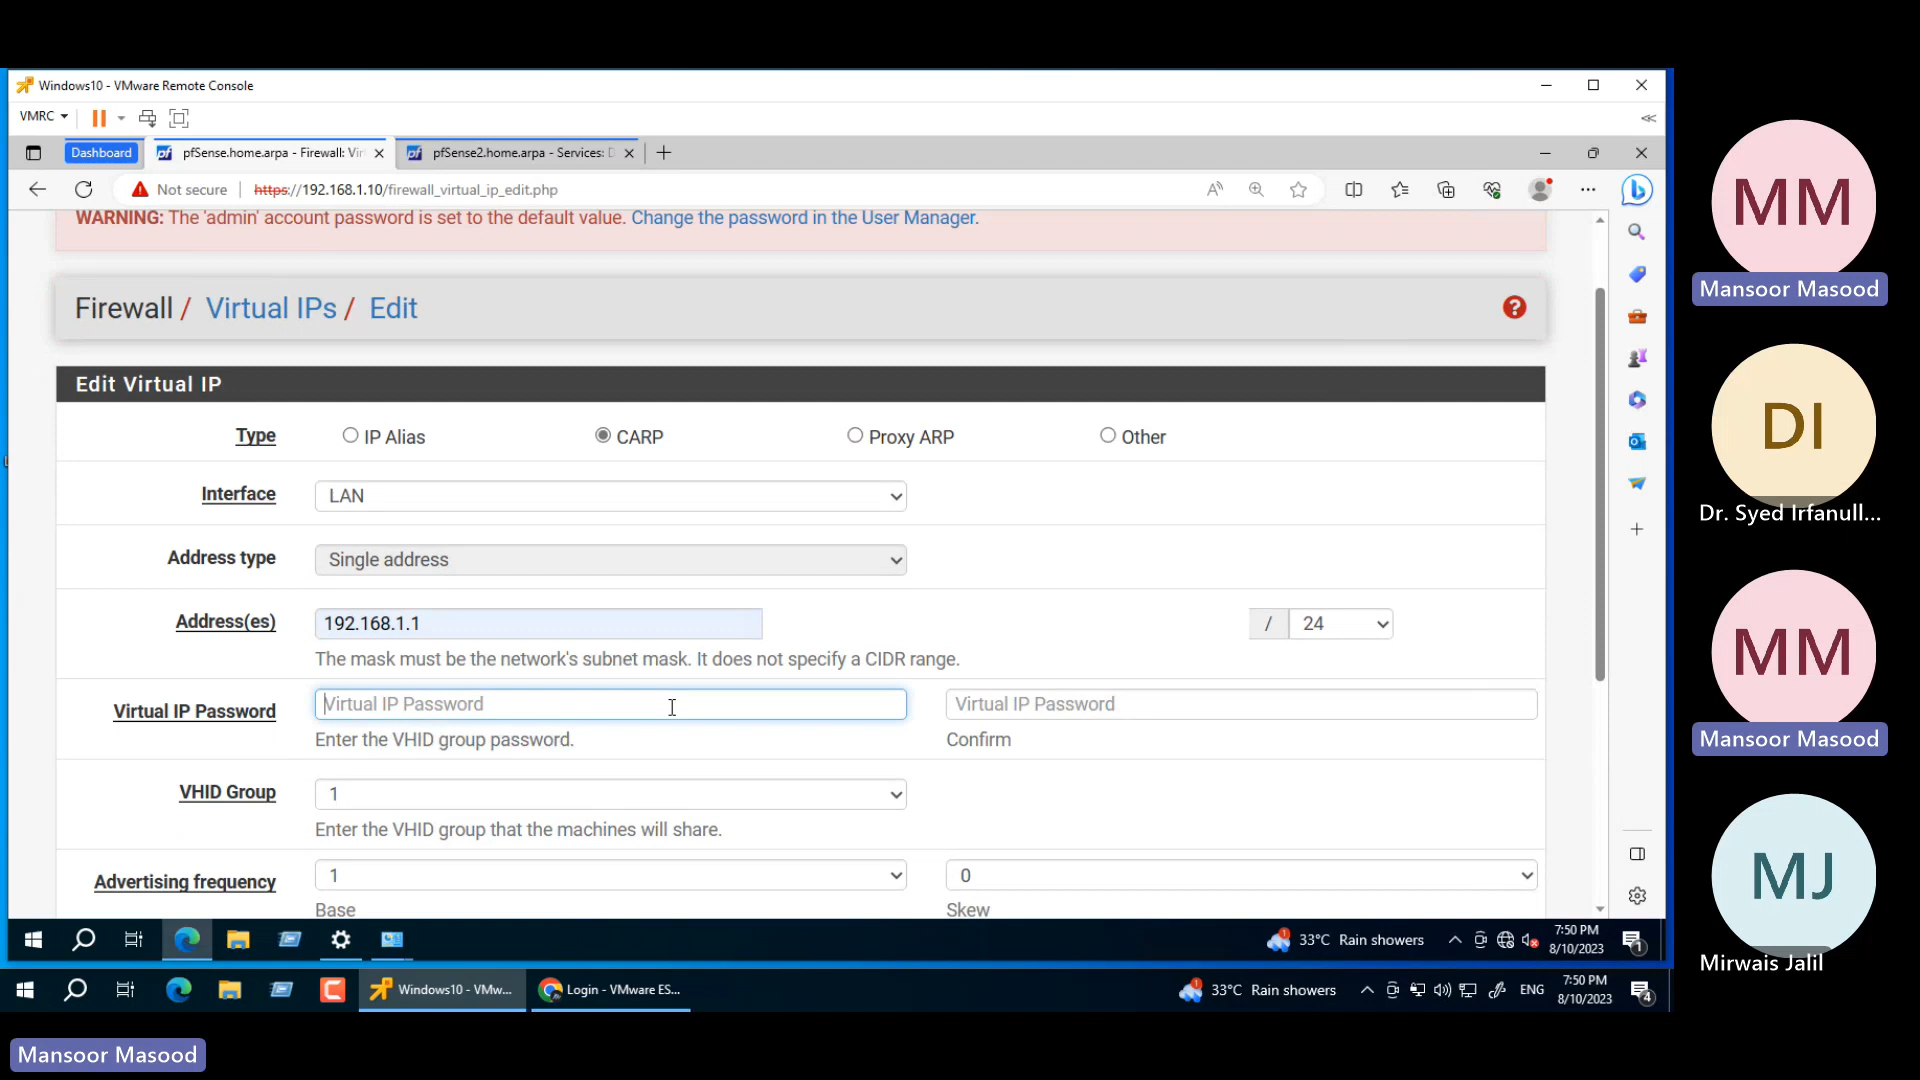 Windows10 - VMware Remote Console
VMRC
Dashboard
pfSense.home.arpa - Firewall: Vir
pfSense2.home.arpa - Services: D
Not secure
https://192.168.1.10/firewall_virtual_ip_edit.php
WARNING: The 'admin' account password is set to the default value. Change the password in the User Manager.
Firewall / Virtual IPs / Edit
Edit Virtual IP
Type
IP Alias
CARP
Proxy ARP
Other
Interface
LAN
Address type
Single address
Address(es)
192.168.1.1
/
24
The mask must be the network's subnet mask. It does not specify a CIDR range.
Virtual IP Password
Virtual IP Password
Virtual IP Password
Enter the VHID group password.
Confirm
VHID Group
1
Enter the VHID group that the machines will share.
Advertising frequency
1
0
Base
Skew
33°C Rain showers
7:50 PM
8/10/2023
1
Windows10 - VMw...
Login - VMware ES...
33°C Rain showers
ENG
7:50 PM
8/10/2023
4
Mansoor Masood
MM
Mansoor Masood
DI
Dr. Syed Irfanull...
MM
Mansoor Masood
MJ
Mirwais Jalil